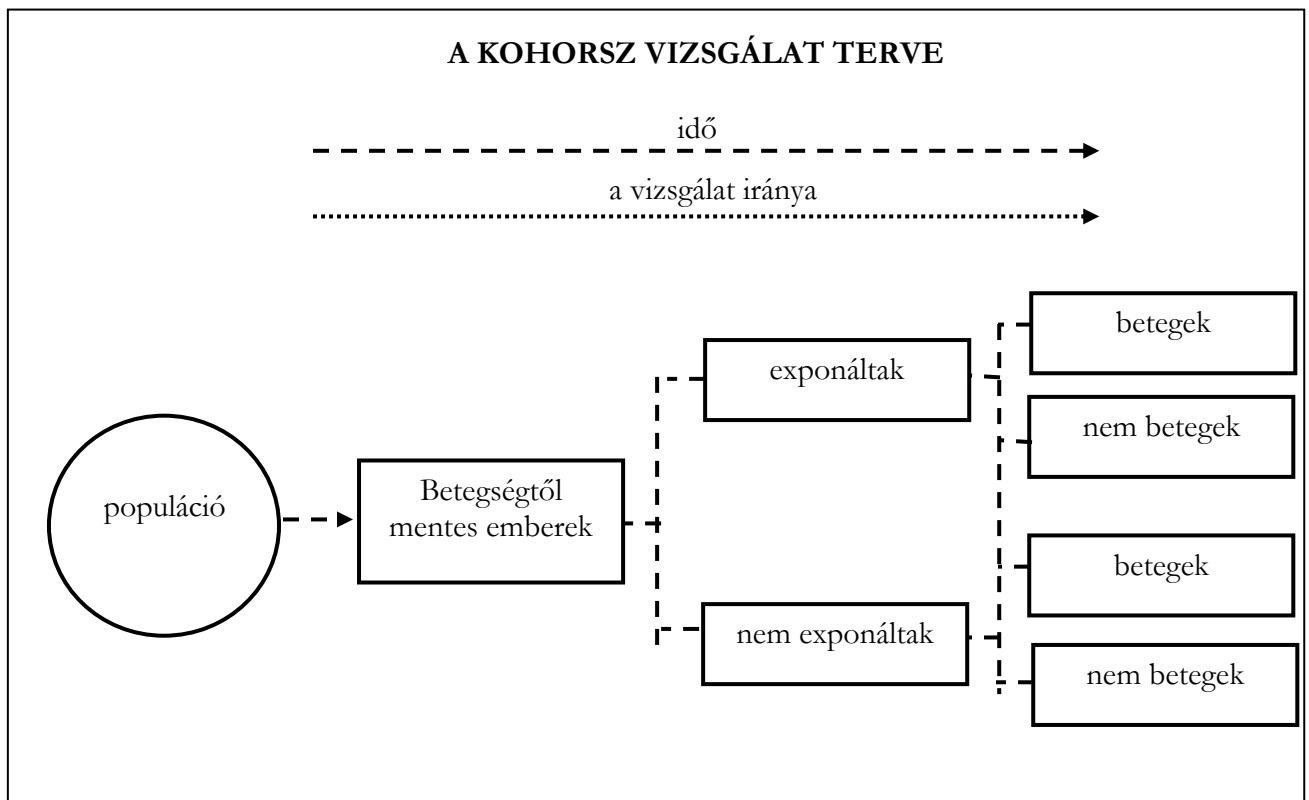 A KOHORSZ VIZSGÁLAT TERVE
idő
a vizsgálat iránya
populáció
Betegségtől
mentes emberek
exponáltak
nem exponáltak
betegek
nem betegek
betegek
nem betegek